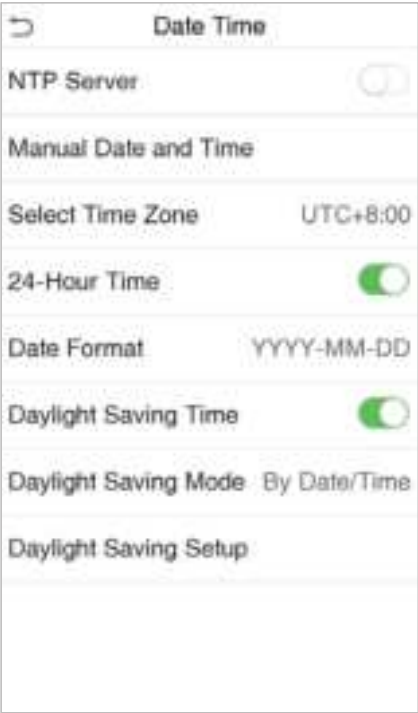 Date Time
NTP Server
Manual Date and Time
Select Time Zone UTC+8:00
24-Hour Time
Date Format YYYY-MM-DD
Daylight Saving Time
Daylight Saving Mode By Date/Time
Daylight Saving Setup